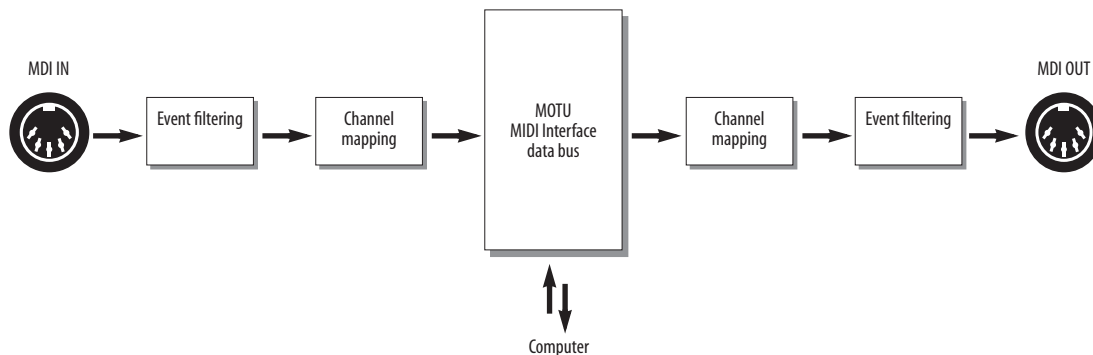 MDI IN
MDI OUT
Event filtering
Channel
mapping
MOTU
MIDI Interface
data bus
Channel
mapping
Event filtering
Computer